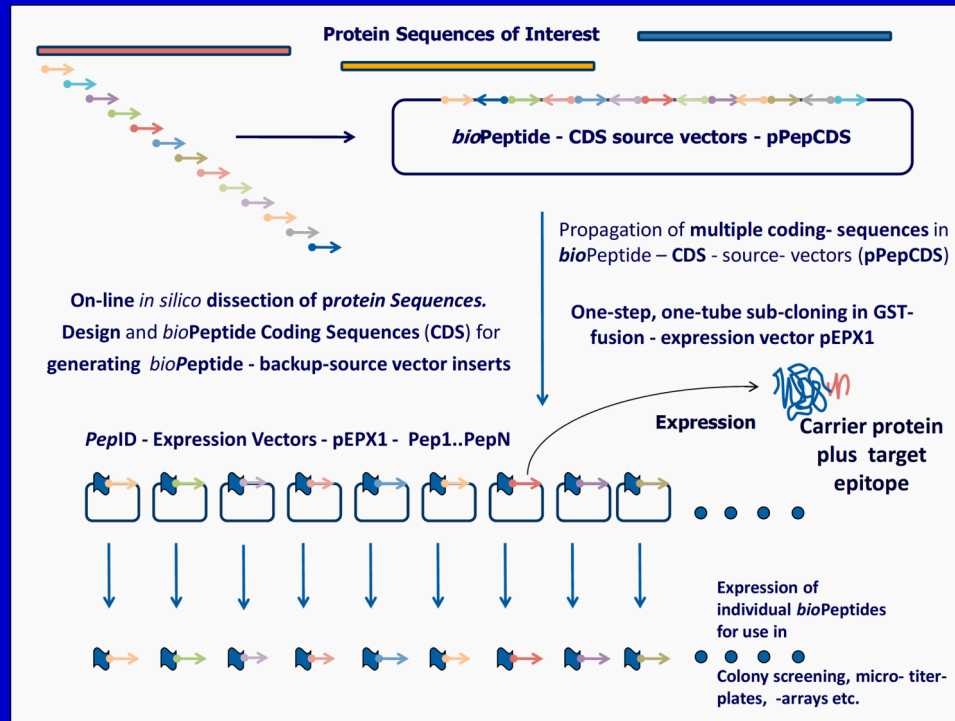 Protein Sequences of Interest
bioPeptide - CDS source vectors - pPepCDS
Propagation of multiple coding- sequences in
bioPeptide – CDS - source- vectors (pPepCDS)
On-line in silico dissection of protein Sequences.
Design and bioPeptide Coding Sequences (CDS) for
generating bioPeptide - backup-source vector inserts
One-step, one-tube sub-cloning in GST-
fusion - expression vector pEPX1
Expression
Carrier protein
plus target
epitope
PepID - Expression Vectors - pEPX1 - Pep1..PepN
Expression of
individual bioPeptides
for use in
Colony screening, micro- titer-
plates, -arrays etc.